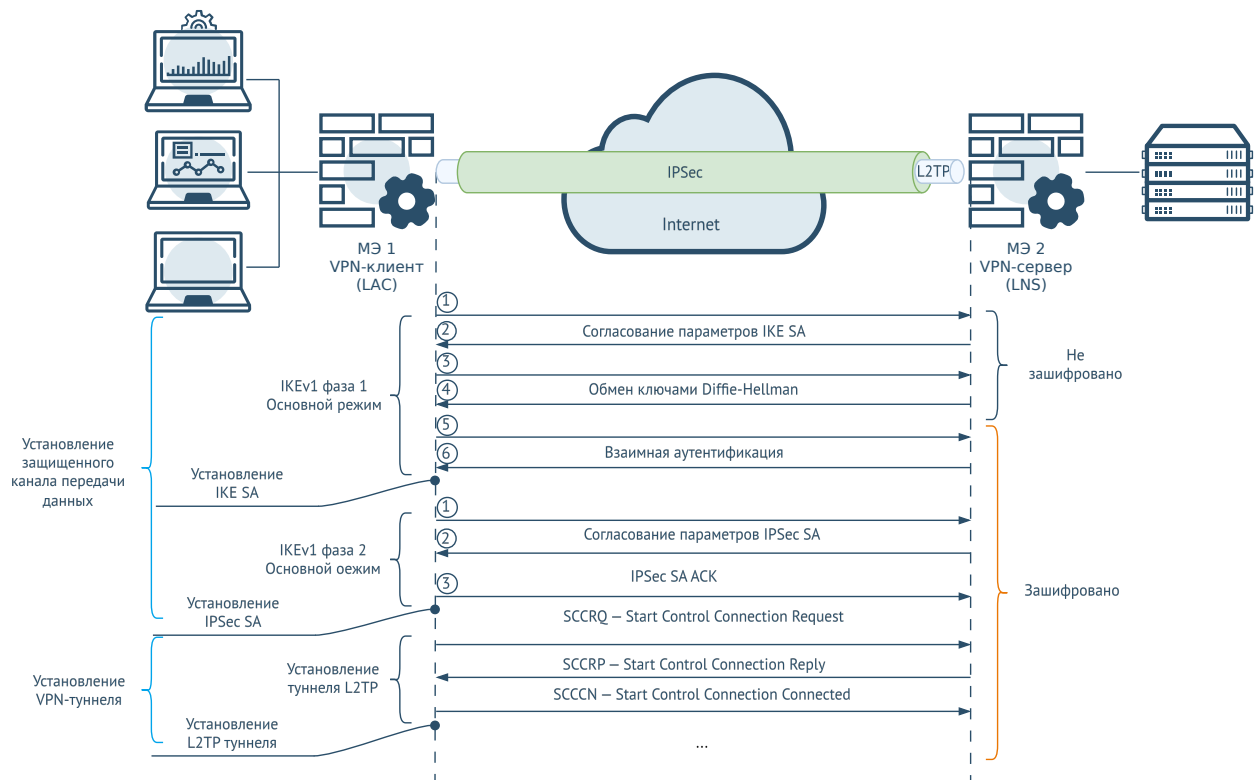 IPSec
L2TP
Internet
МЭ 1
VPN-клиент
(LAC)
МЭ 2
VPN-сервер
(LNS)
1
Согласование параметров IKE SA
2
3
Обмен ключами Diffie-Hellman
4
5
Взаимная аутентификация
6
IKEv1 фаза 1
Основной режим
Не
зашифровано
Установление
защищенного
канала передачи
данных
Установление
IKE SA
1
Согласование параметров IPSec SA
2
IPSec SA ACK
3
IKEv1 фаза 2
Основной оежим
Зашифровано
Установление
IPSec SA
SCCRQ — Start Control Connection Request
SCCRP — Start Control Connection Reply
SCCCN — Start Control Connection Connected
Установление
туннеля L2TP
Установление
VPN-туннеля
Установление
L2TP туннеля
...